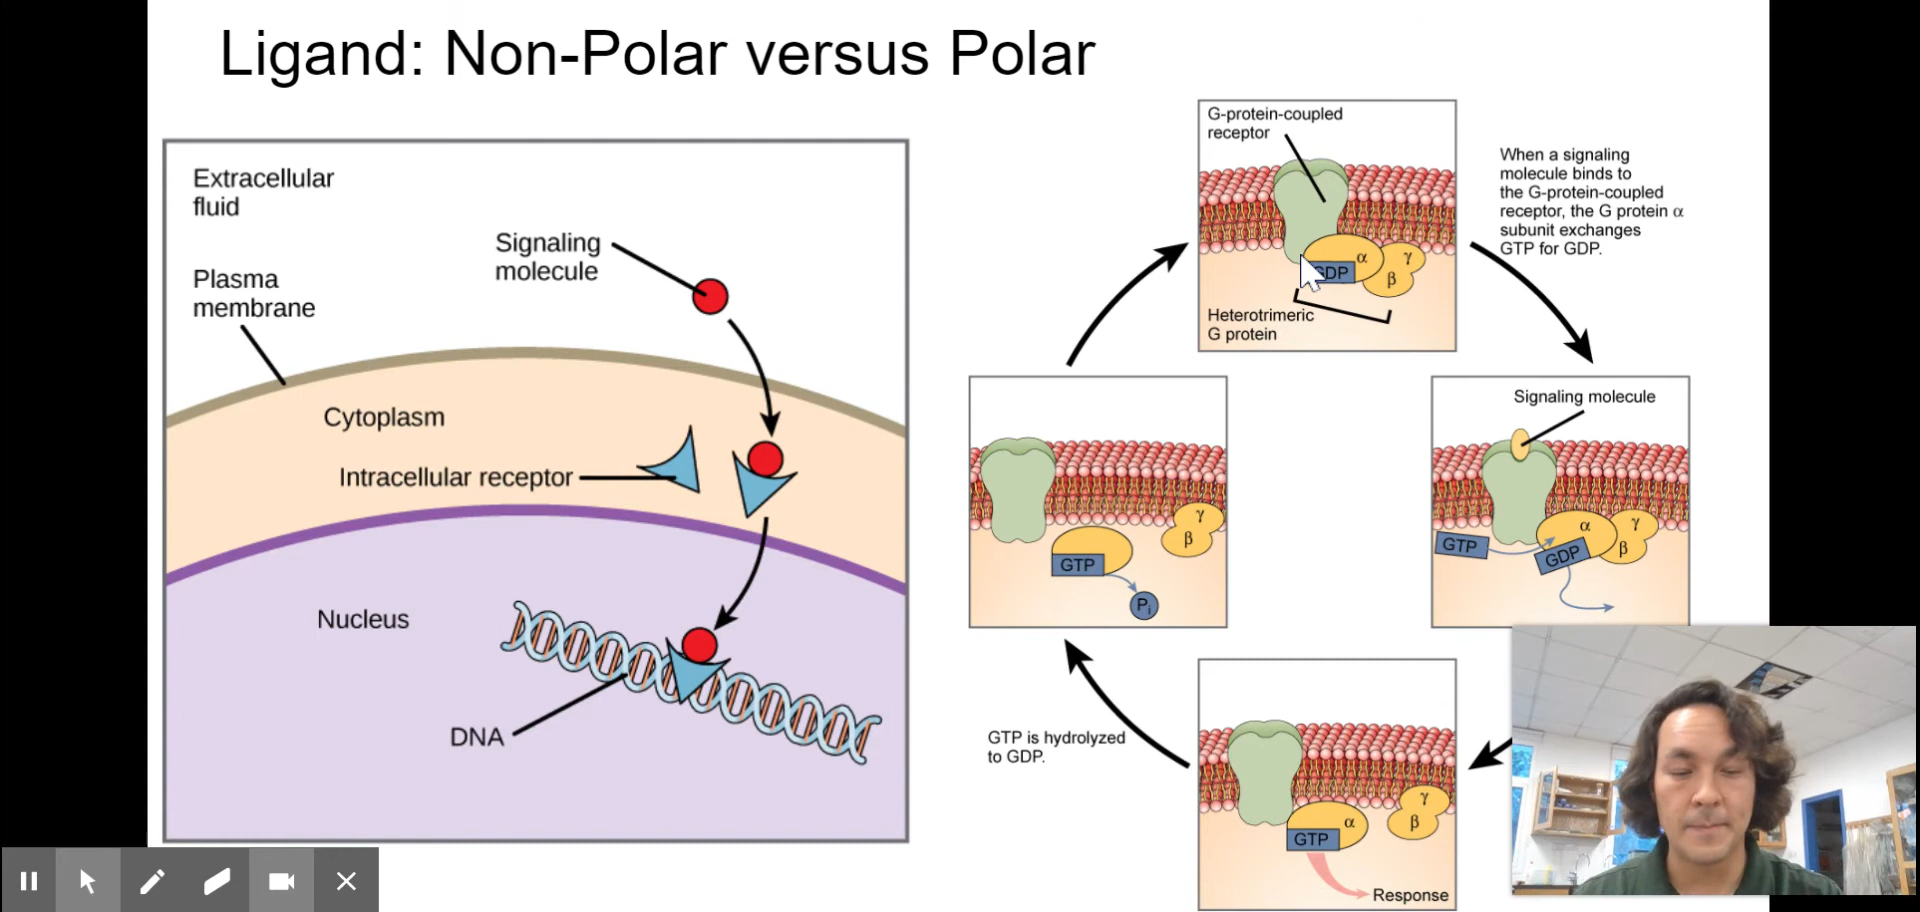 Ligand: Non-Polar versus Polar
Extracellular
fluid
Signaling
molecule
Plasma
membrane
Cytoplasm
Intracellular receptor
Nucleus
DNA
G-protein-coupled
receptor
α
γ
β
GDP
Heterotrimeric
G protein
When a signaling
molecule binds to
the G-protein-coupled
receptor, the G protein α
subunit exchanges
GTP for GDP.
Signaling molecule
α
γ
β
GTP
GDP
γ
β
α
GTP
Response
GTP is hydrolyzed
to GDP.
γ
β
GTP
Pi